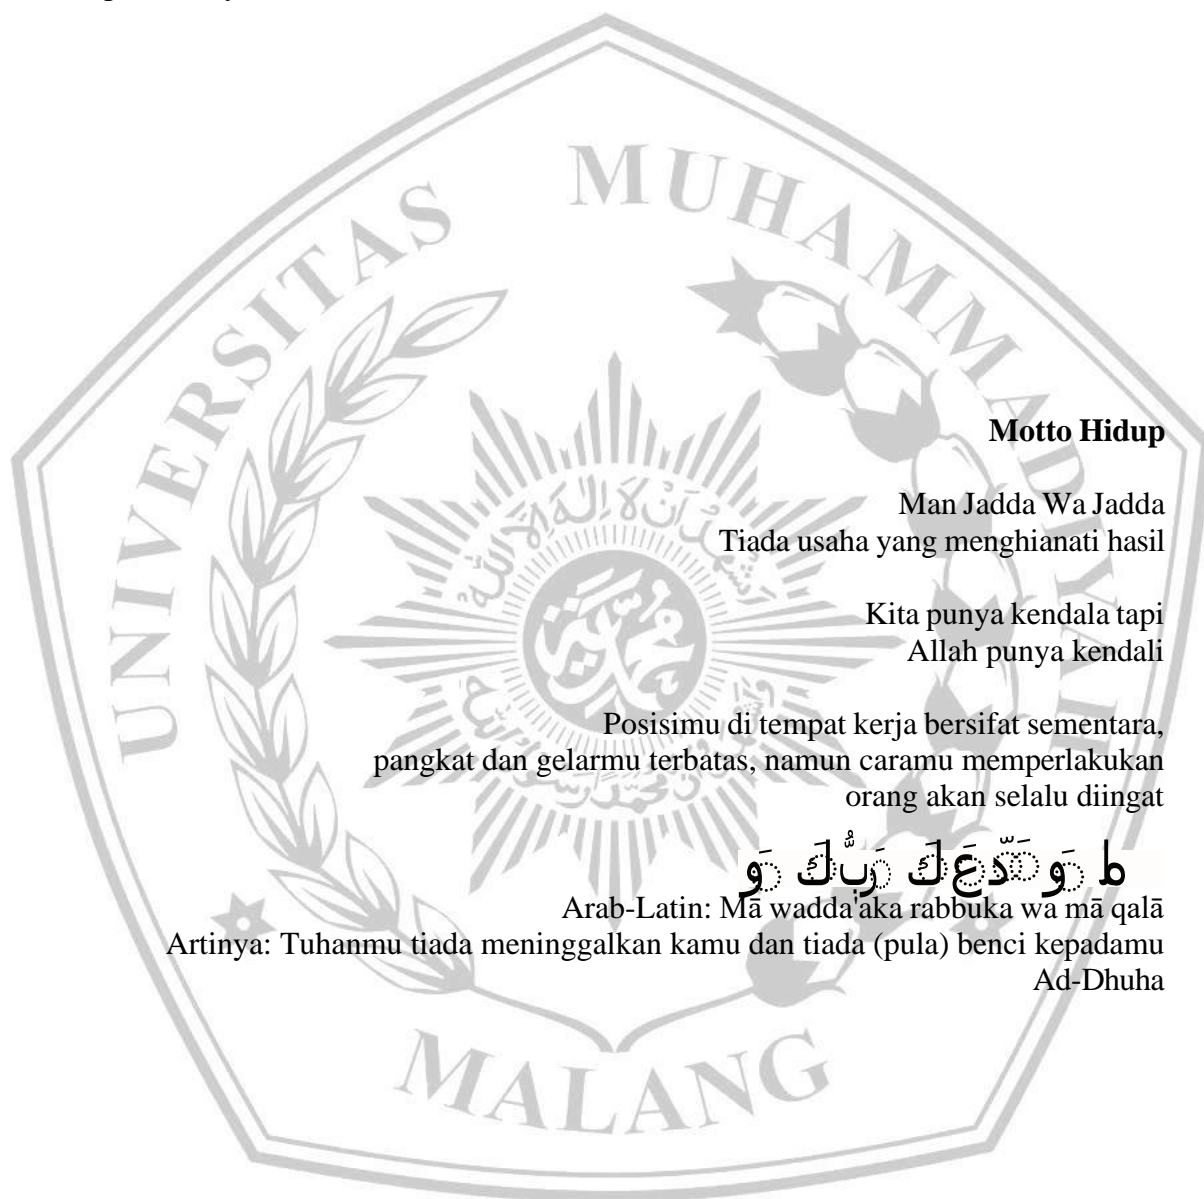 UNIVERSITAS MUHAMMADIYAH
Motto Hidup
Man Jadda Wa Jadda
Tiada usaha yang menghianati hasil
Kita punya kendala tapi
Allah punya kendali
Posisimu di tempat kerja bersifat sementara,
pangkat dan gelarmu terbatas, namun caramu memperlakukan
orang akan selalu diingat
وَدَّعَكَ رَبُّكَ وَ
Arab-Latin: Mā wadda'aka rabbuka wa mā qalā
Artinya: Tuhanmu tiada meninggalkan kamu dan tiada (pula) benci kepadamu
Ad-Dhuha
MALANG